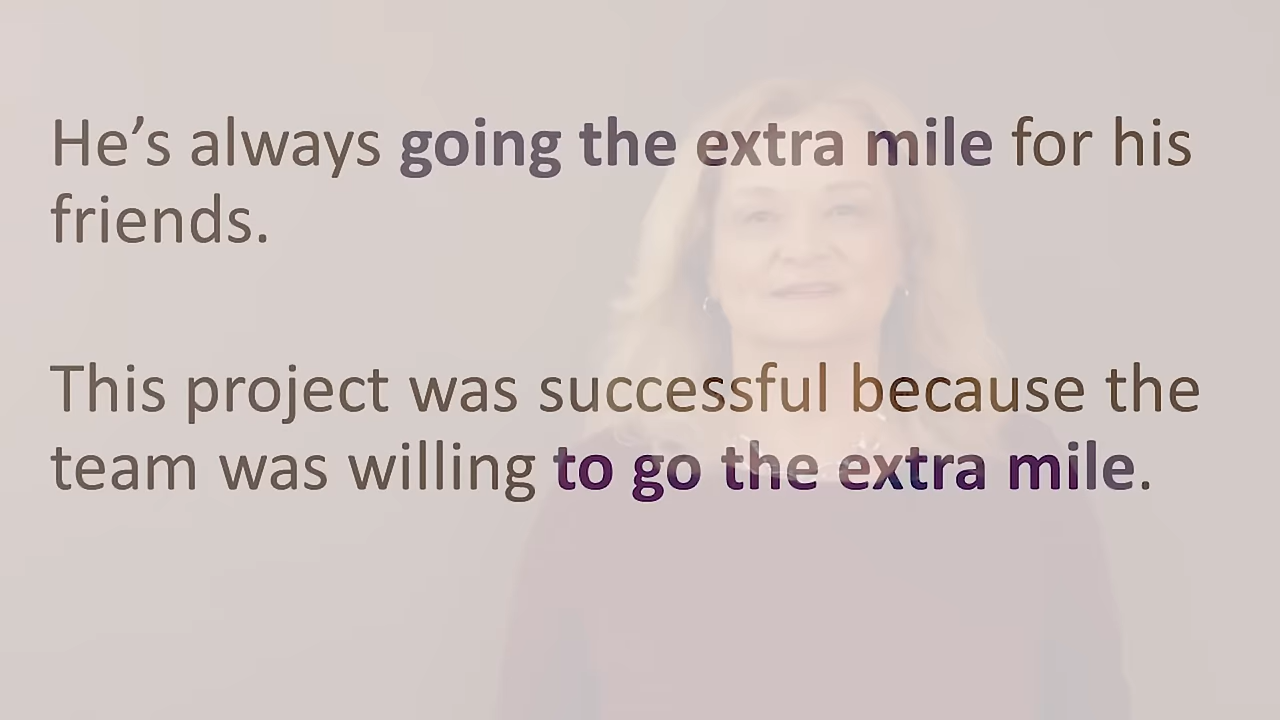 He’s always going the extra mile for his
friends.
This project was successful because the
team was willing to go the extra mile.